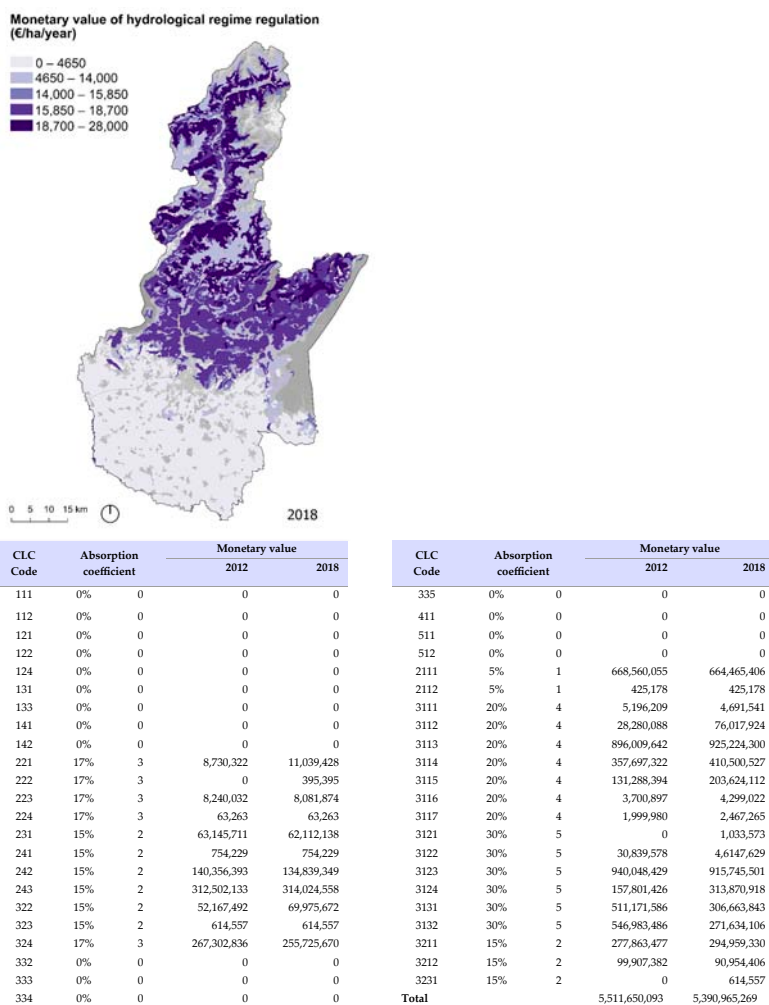 Monetary value of hydrological regime regulation
(€/ha/year)
0 – 4650
4650 – 14,000
14,000 – 15,850
15,850 – 18,700
18,700 – 28,000
0 5 10 15 km
2018
CLC Code Absorption coefficient Monetary value
2012 2018
111 0% 0 0 0
112 0% 0 0 0
121 0% 0 0 0
122 0% 0 0 0
124 0% 0 0 0
131 0% 0 0 0
133 0% 0 0 0
141 0% 0 0 0
142 0% 0 0 0
221 17% 3 8,730,322 11,039,428
222 17% 3 0 395,395
223 17% 3 8,240,032 8,081,874
224 17% 3 63,263 63,263
231 15% 2 63,145,711 62,112,138
241 15% 2 754,229 754,229
242 15% 2 140,356,393 134,839,349
243 15% 2 312,502,133 314,024,558
322 15% 2 52,167,492 69,975,672
323 15% 2 614,557 614,557
324 17% 3 267,302,836 255,725,670
332 0% 0 0 0
333 0% 0 0 0
334 0% 0 0 0
CLC Code Absorption coefficient Monetary value
2012 2018
335 0% 0 0 0
411 0% 0 0 0
511 0% 0 0 0
512 0% 0 0 0
2111 5% 1 668,560,055 664,465,406
2112 5% 1 425,178 425,178
3111 20% 4 5,196,209 4,691,541
3112 20% 4 28,280,088 76,017,924
3113 20% 4 896,009,642 925,224,300
3114 20% 4 357,697,322 410,500,527
3115 20% 4 131,288,394 203,624,112
3116 20% 4 3,700,897 4,299,022
3117 20% 4 1,999,980 2,467,265
3121 30% 5 0 1,033,573
3122 30% 5 30,839,578 4,6147,629
3123 30% 5 940,048,429 915,745,501
3124 30% 5 157,801,426 313,870,918
3131 30% 5 511,171,586 306,663,843
3132 30% 5 546,983,486 271,634,106
3211 15% 2 277,863,477 294,959,330
3212 15% 2 99,907,382 90,954,406
3231 15% 2 0 614,557
Total 5,511,650,093 5,390,965,269